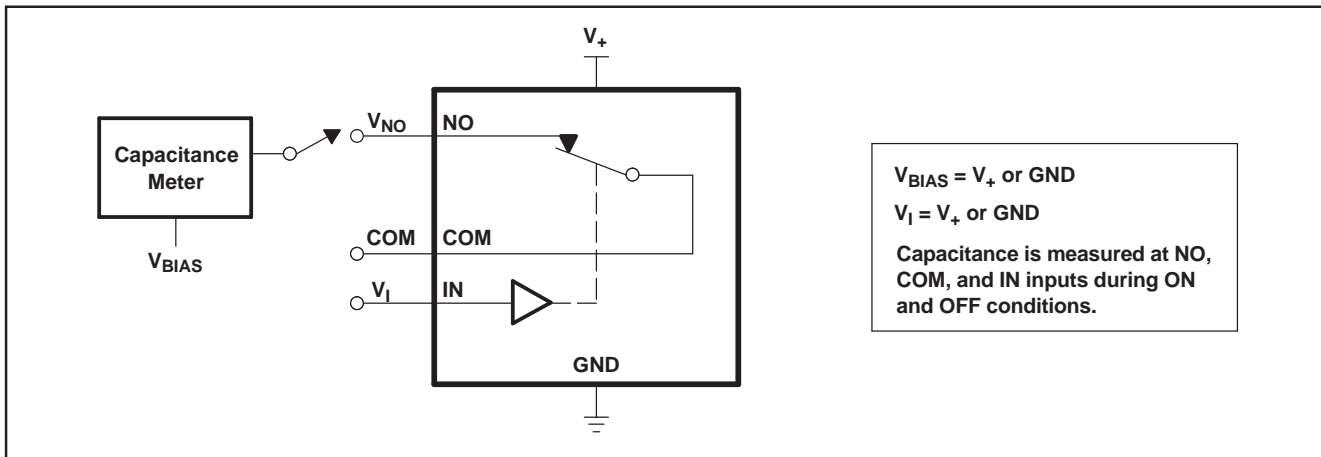 V+
Capacitance
Meter
VBIAS
VNO
NO
COM
COM
VI
IN
GND
VBIAS = V+ or GND
VI = V+ or GND
Capacitance is measured at NO,
COM, and IN inputs during ON
and OFF conditions.